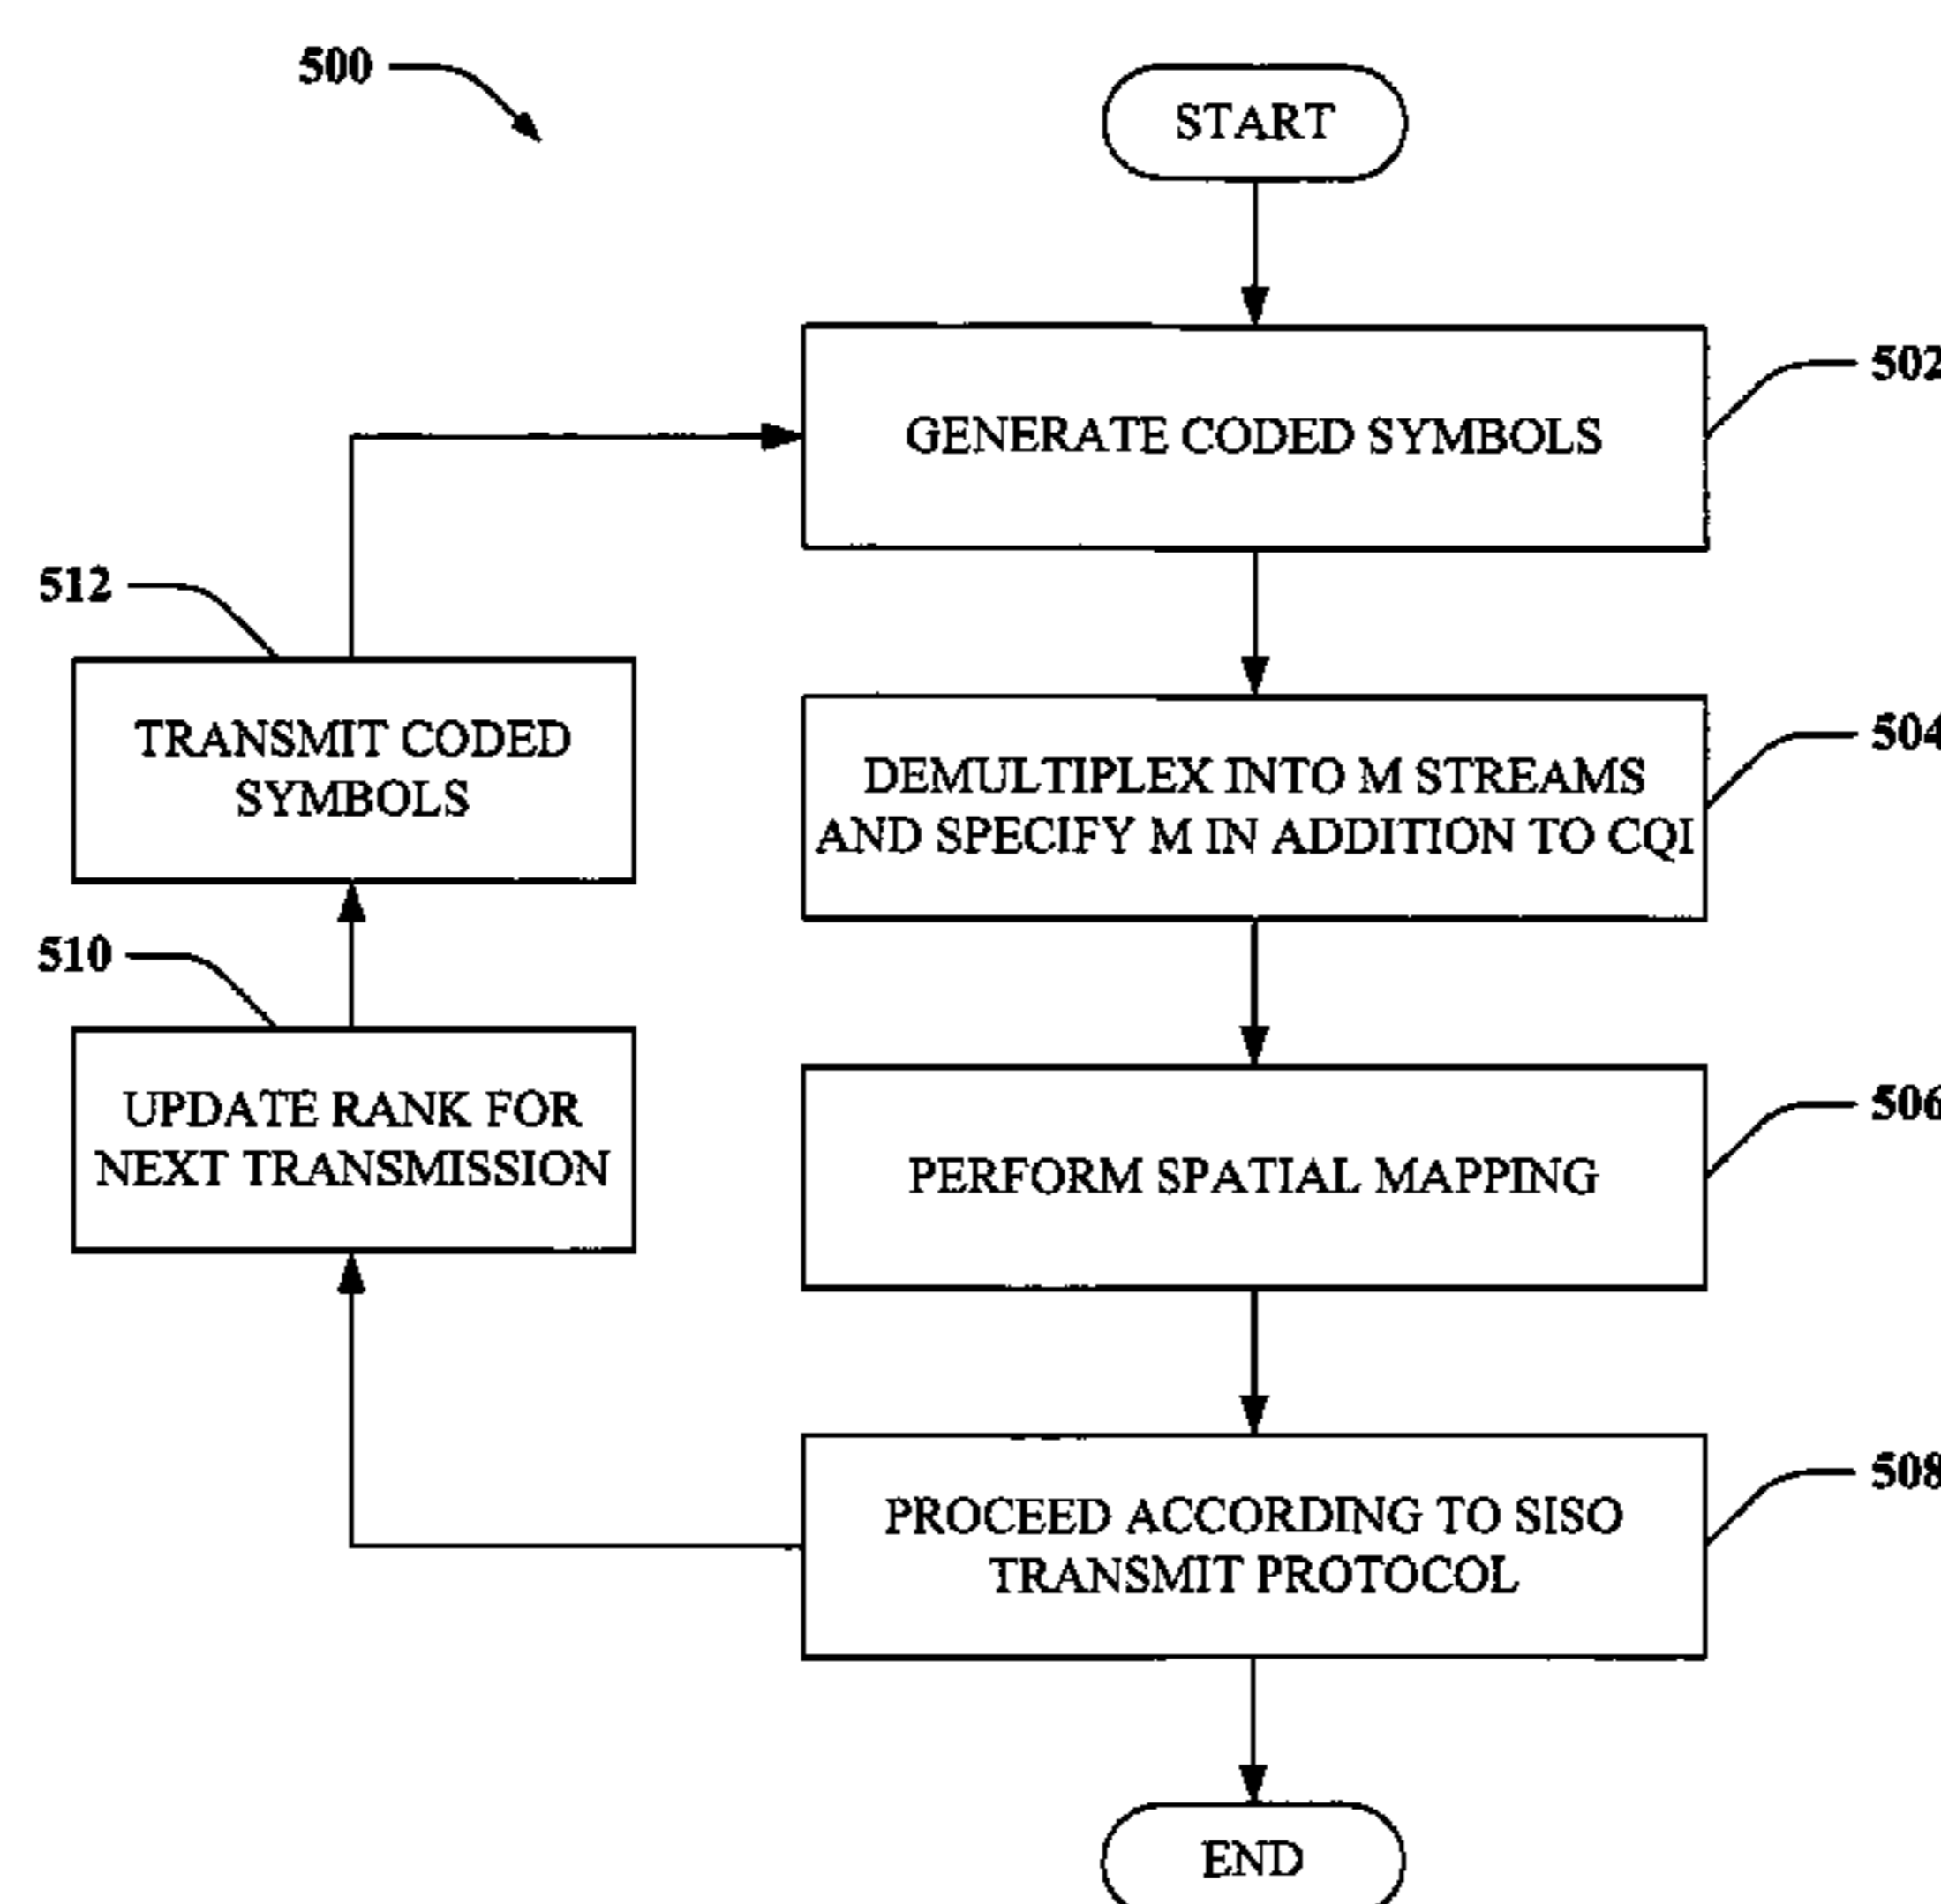 500
START
GENERATE CODED SYMBOLS
502
512
TRANSMIT CODED
SYMBOLS
DEMULTIPLEX INTO M STREAMS
AND SPECIFY M IN ADDITION TO CQI
504
510
UPDATE RANK FOR
NEXT TRANSMISSION
PERFORM SPATIAL MAPPING
506
PROCEED ACCORDING TO SISO
TRANSMIT PROTOCOL
508
END